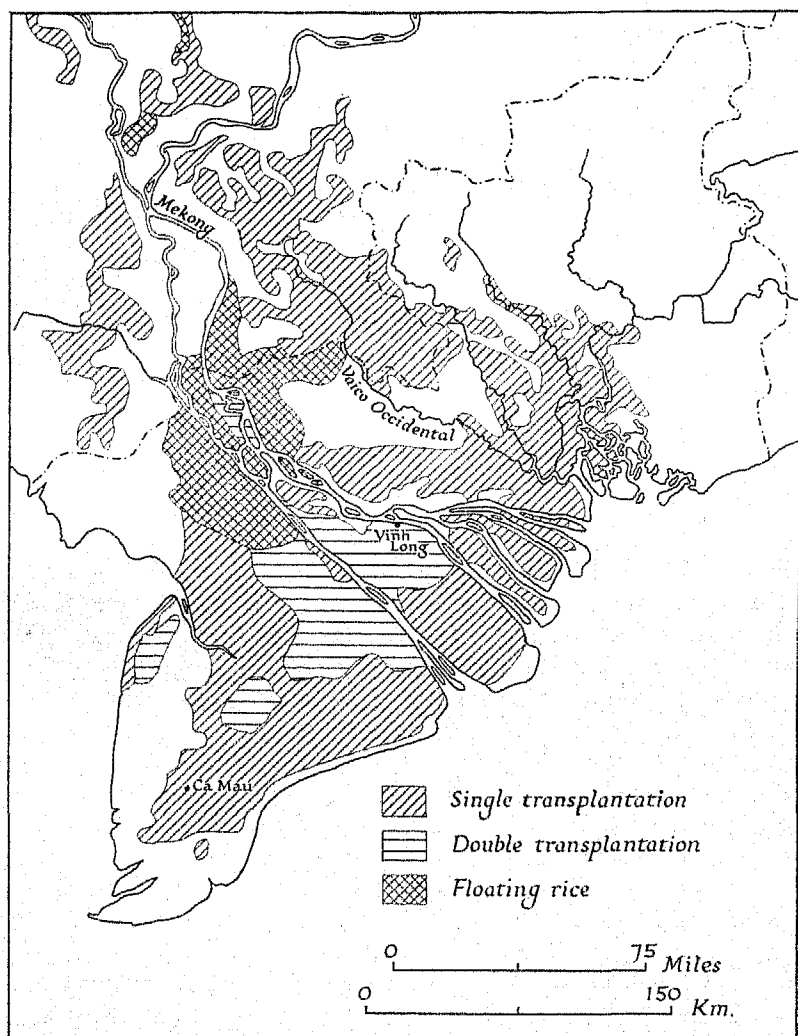 Mekong
Vaico Occidental
Vinh
Long
Cà Mau
Single transplantation
Double transplantation
Floating rice
0 75 Miles
0 150 Km.